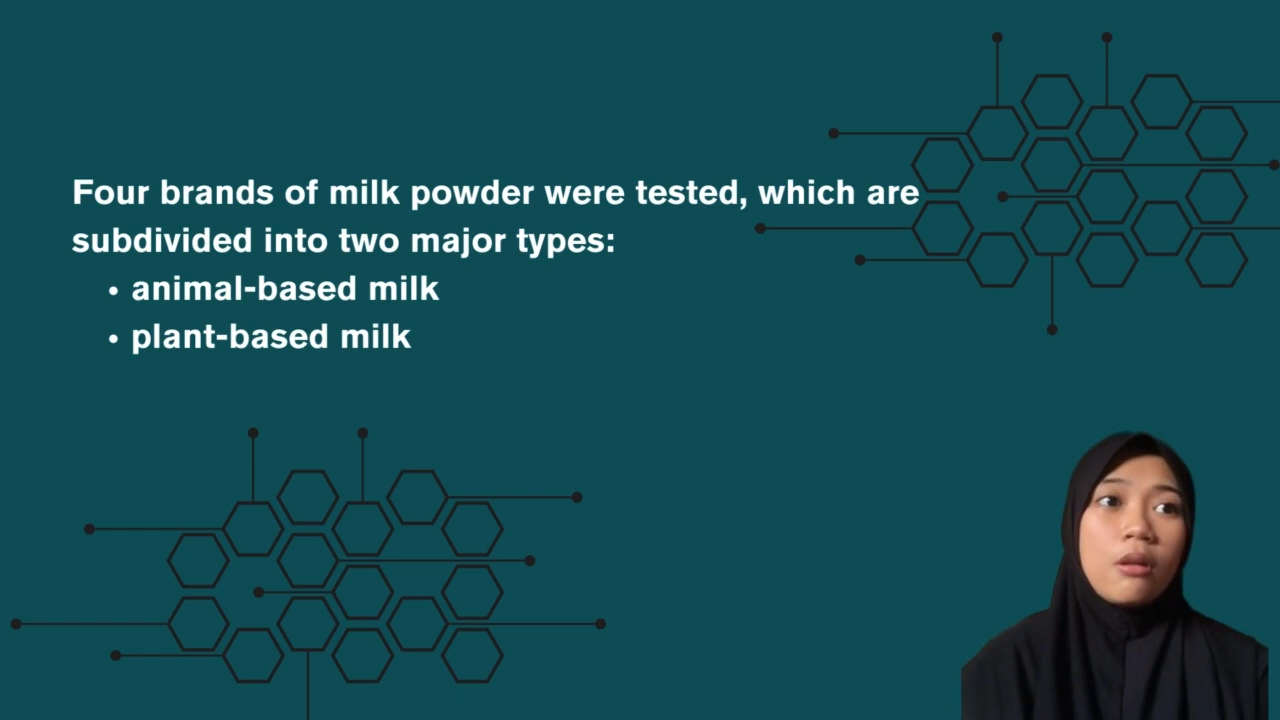 Four brands of milk powder were tested, which are
subdivided into two major types:
• animal-based milk
• plant-based milk